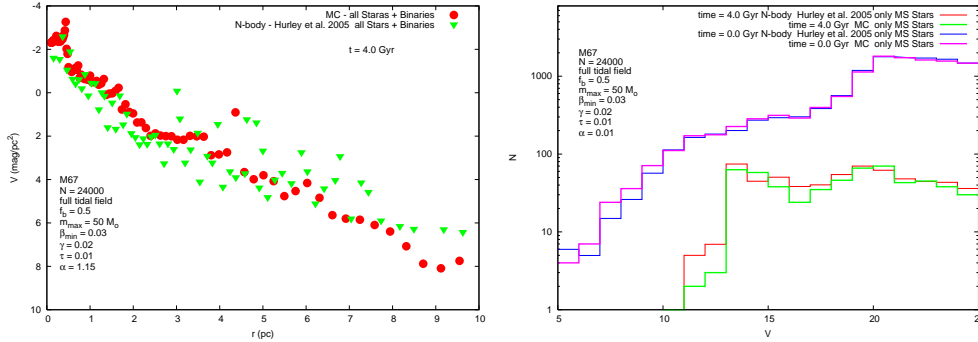 MC - all Staras + Binaries
N-body - Hurley et al. 2005 all Stars + Binaries
t = 4.0 Gyr
M67
N = 24000
full tidal field
f_b = 0.5
m_max = 50 M_o
β_min = 0.03
γ = 0.02
τ = 0.01
α = 1.15
V (mag/pc²)
-4
-2
0
2
4
6
8
10
0 1 2 3 4 5 6 7 8 9 10
r (pc)
time = 4.0 Gyr N-body Hurley et al. 2005 only MS Stars
time = 4.0 Gyr MC only MS Stars
time = 0.0 Gyr N-body Hurley et al. 2005 only MS Stars
time = 0.0 Gyr MC only MS Stars
M67
N = 24000
full tidal field
f_b = 0.5
m_max = 50 M_o
β_min = 0.03
γ = 0.02
τ = 0.01
α = 0.01
N
1000
100
10
1
5 10 15 20 25
V